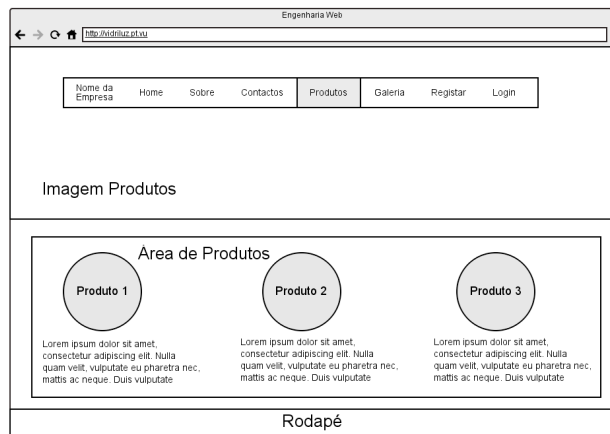 Engenharia Web
http://vidriluz.pt.vu
Nome da
Empresa
Home
Sobre
Contactos
Produtos
Galeria
Registar
Login
Imagem Produtos
Área de Produtos
Produto 1
Produto 2
Produto 3
Lorem ipsum dolor sit amet,
consectetur adipiscing elit. Nulla
quam velit, vulputate eu pharetra nec,
mattis ac neque. Duis vulputate
Lorem ipsum dolor sit amet,
consectetur adipiscing elit. Nulla
quam velit, vulputate eu pharetra nec,
mattis ac neque. Duis vulputate
Lorem ipsum dolor sit amet,
consectetur adipiscing elit. Nulla
quam velit, vulputate eu pharetra nec,
mattis ac neque. Duis vulputate
Rodapé